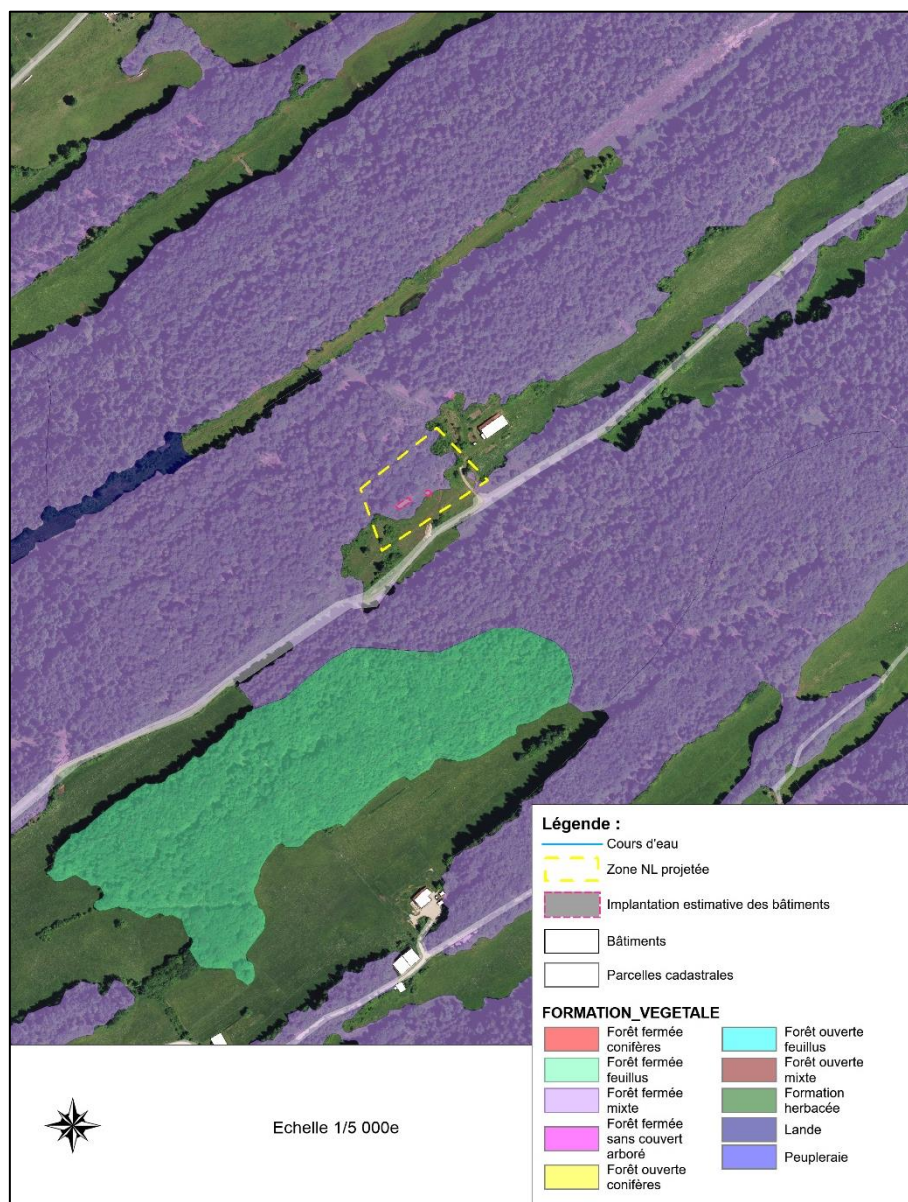 Légende :
Cours d'eau
Zone NL projetée
Implantation estimative des bâtiments
Bâtiments
Parcelles cadastrales
FORMATION_VEGETALE
Forêt fermée
conifères
Forêt fermée
feuillus
Forêt fermée
mixte
Forêt fermée
sans couvert
arboré
Forêt ouverte
conifères
Forêt ouverte
feuillus
Forêt ouverte
mixte
Formation
herbacée
Lande
Peupleraie
Echelle 1/5 000e